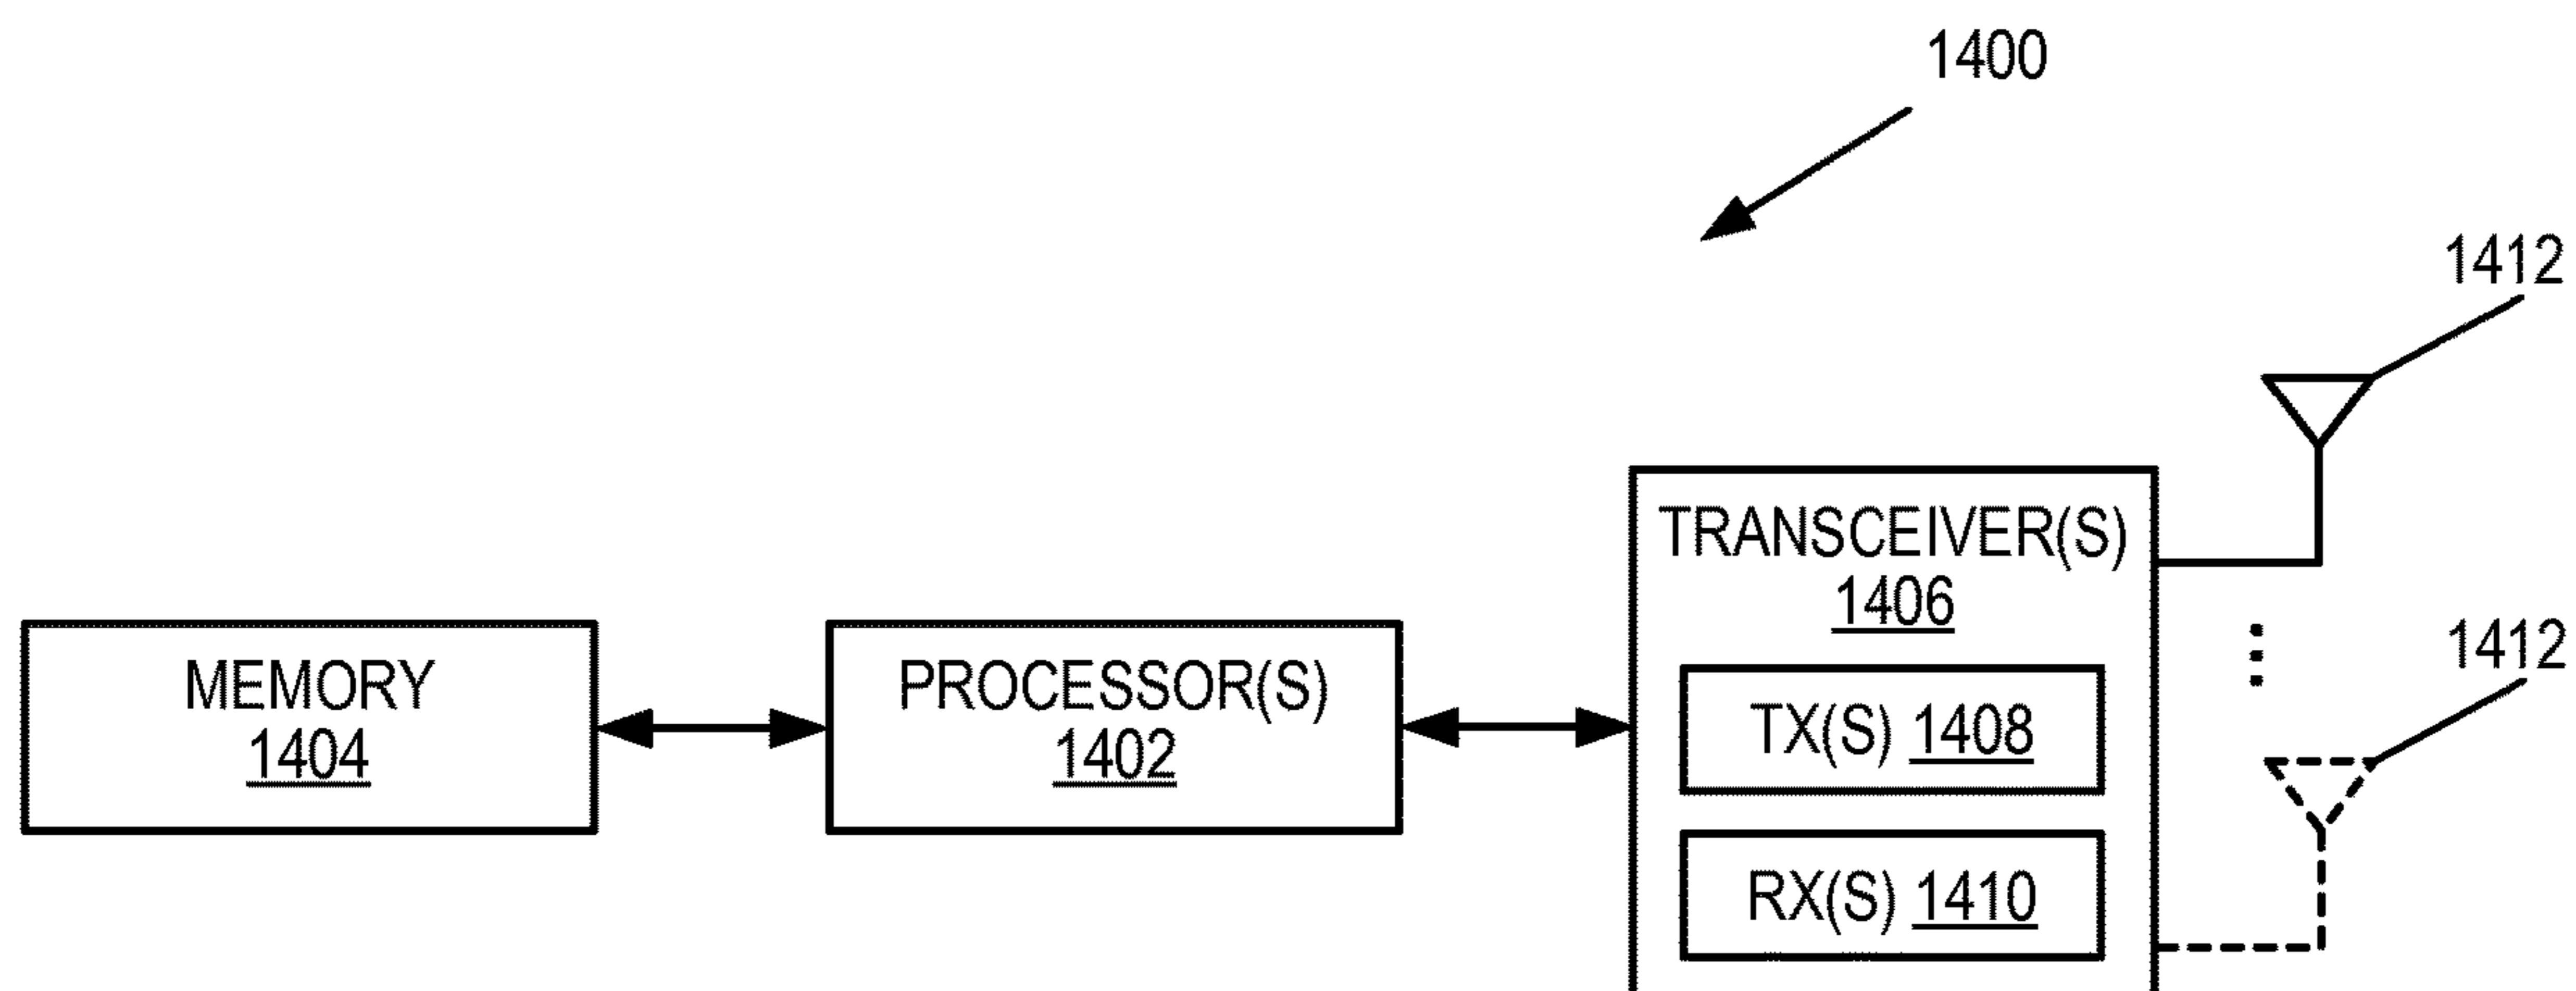 1400
1412
TRANSCEIVER(S)
1406
1412
MEMORY
1404
PROCESSOR(S)
1402
TX(S) 1408
RX(S) 1410